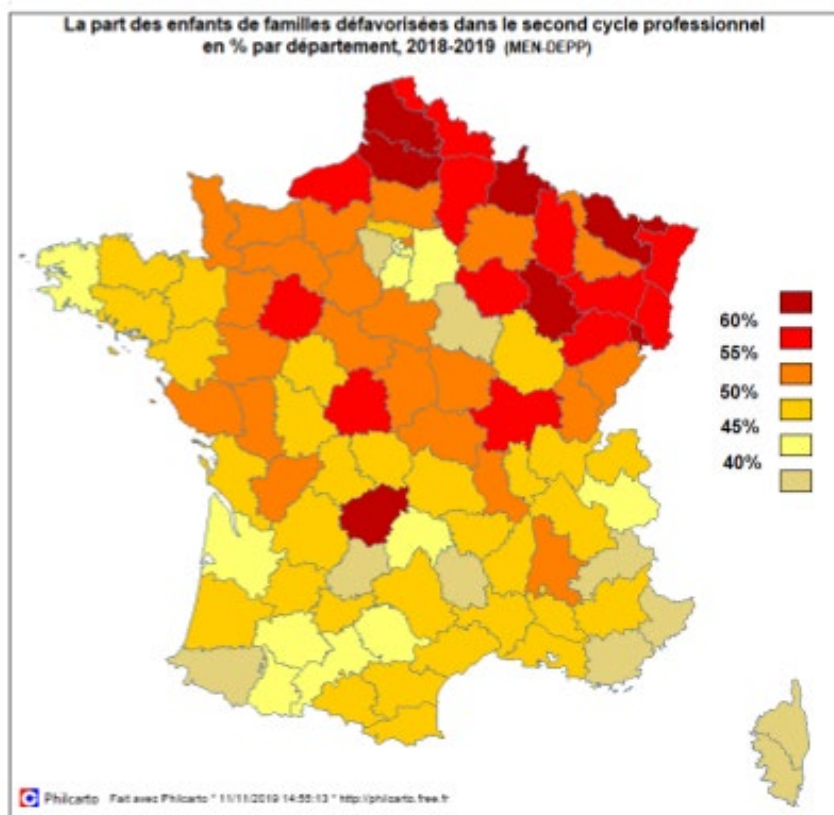 La part des enfants de familles défavorisées dans le second cycle professionnel
en % par département, 2018-2019 (MEN-DEPP)
60%
55%
50%
45%
40%
Philcarto Fait avec Philcarto * 11/11/2019 14:55:13 * http://philcarto.free.fr